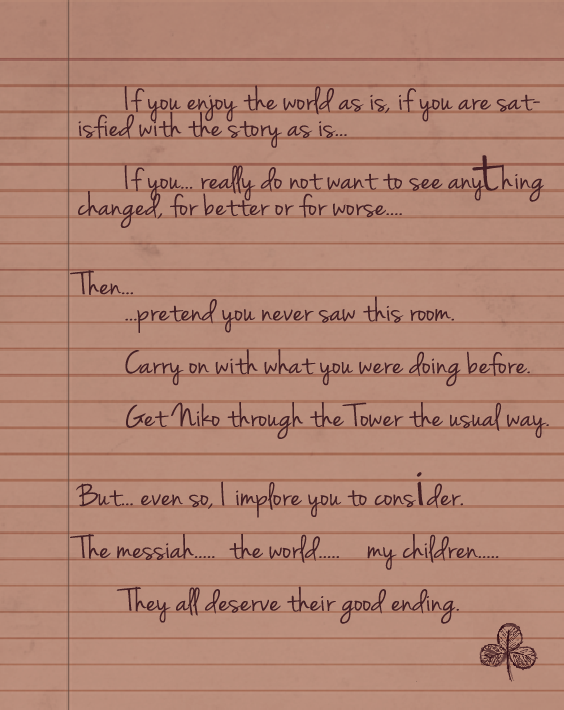 If you enjoy the world as is, if you are sat-
isfied with the story as is...
If you... really do not want to see anything
changed, for better or for worse....
Then...
...pretend you never saw this room.
Carry on with what you were doing before.
Get Niko through the Tower the usual way.
But... even so, I implore you to consider.
The messiah..... the world..... my children.....
They all deserve their good ending.